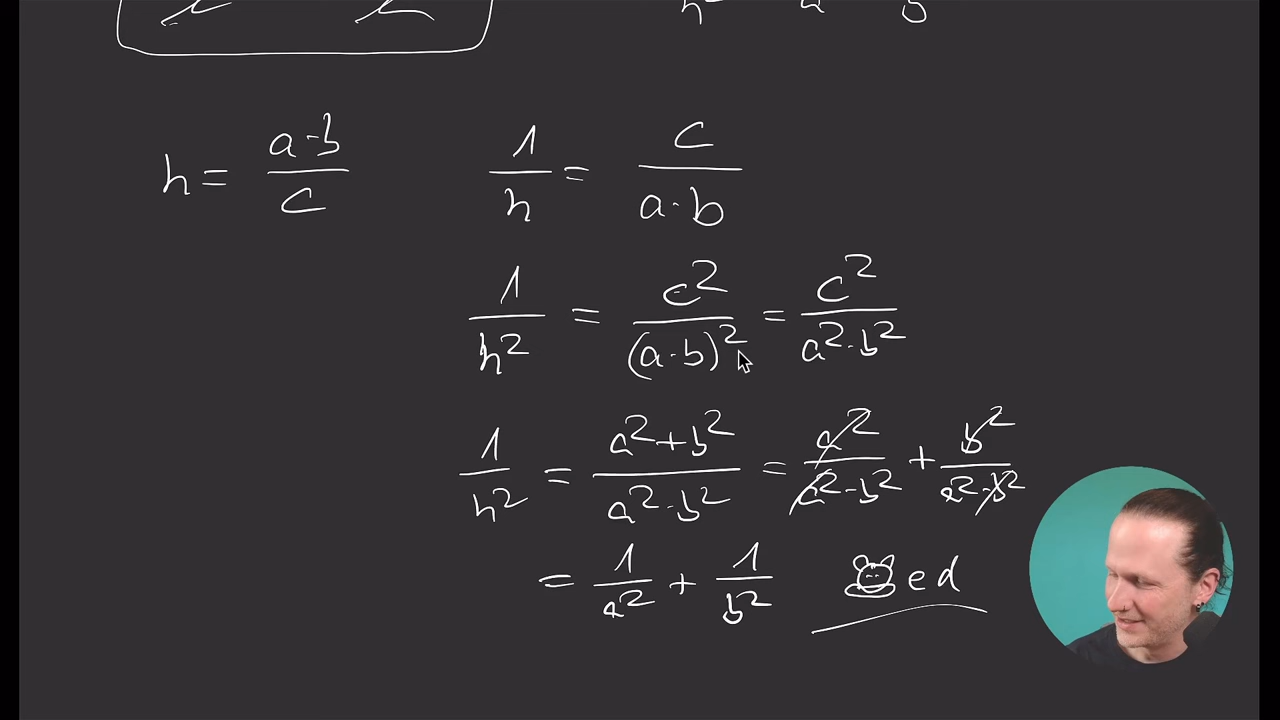 h² a b
h = a·b/c 1/h = c/(a·b)
1/h² = c²/(a·b)² = c²/(a²·b²)
1/h² = (a²+b²)/(a²·b²) = a²/(a²·b²) + b²/(a²·b²)
= 1/a² + 1/b² ed